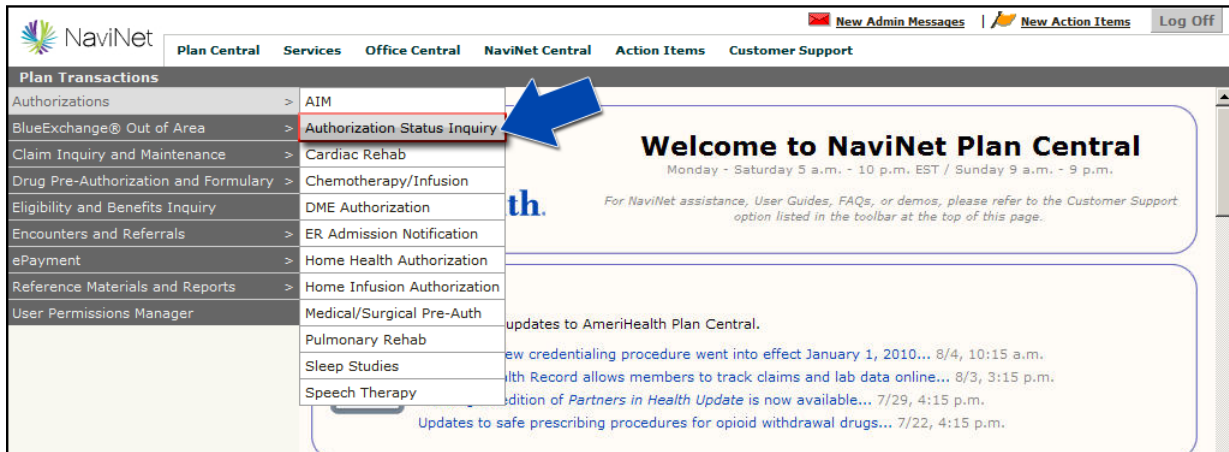 New Admin Messages | New Action Items Log Off
NaviNet
Plan Central Services Office Central NaviNet Central Action Items Customer Support
Plan Transactions
Authorizations >
BlueExchange® Out of Area >
Claim Inquiry and Maintenance >
Drug Pre-Authorization and Formulary >
Eligibility and Benefits Inquiry
Encounters and Referrals >
ePayment >
Reference Materials and Reports >
User Permissions Manager
AIM
Authorization Status Inquiry
Cardiac Rehab
Chemotherapy/Infusion
DME Authorization
ER Admission Notification
Home Health Authorization
Home Infusion Authorization
Medical/Surgical Pre-Auth
Pulmonary Rehab
Sleep Studies
Speech Therapy
Welcome to NaviNet Plan Central
Monday - Saturday 5 a.m. - 10 p.m. EST / Sunday 9 a.m. - 9 p.m.
th.
For NaviNet assistance, User Guides, FAQs, or demos, please refer to the Customer Support
option listed in the toolbar at the top of this page.
updates to AmeriHealth Plan Central.
ew credentialing procedure went into effect January 1, 2010... 8/4, 10:15 a.m.
lth Record allows members to track claims and lab data online... 8/3, 3:15 p.m.
edition of Partners in Health Update is now available... 7/29, 4:15 p.m.
Updates to safe prescribing procedures for opioid withdrawal drugs... 7/22, 4:15 p.m.